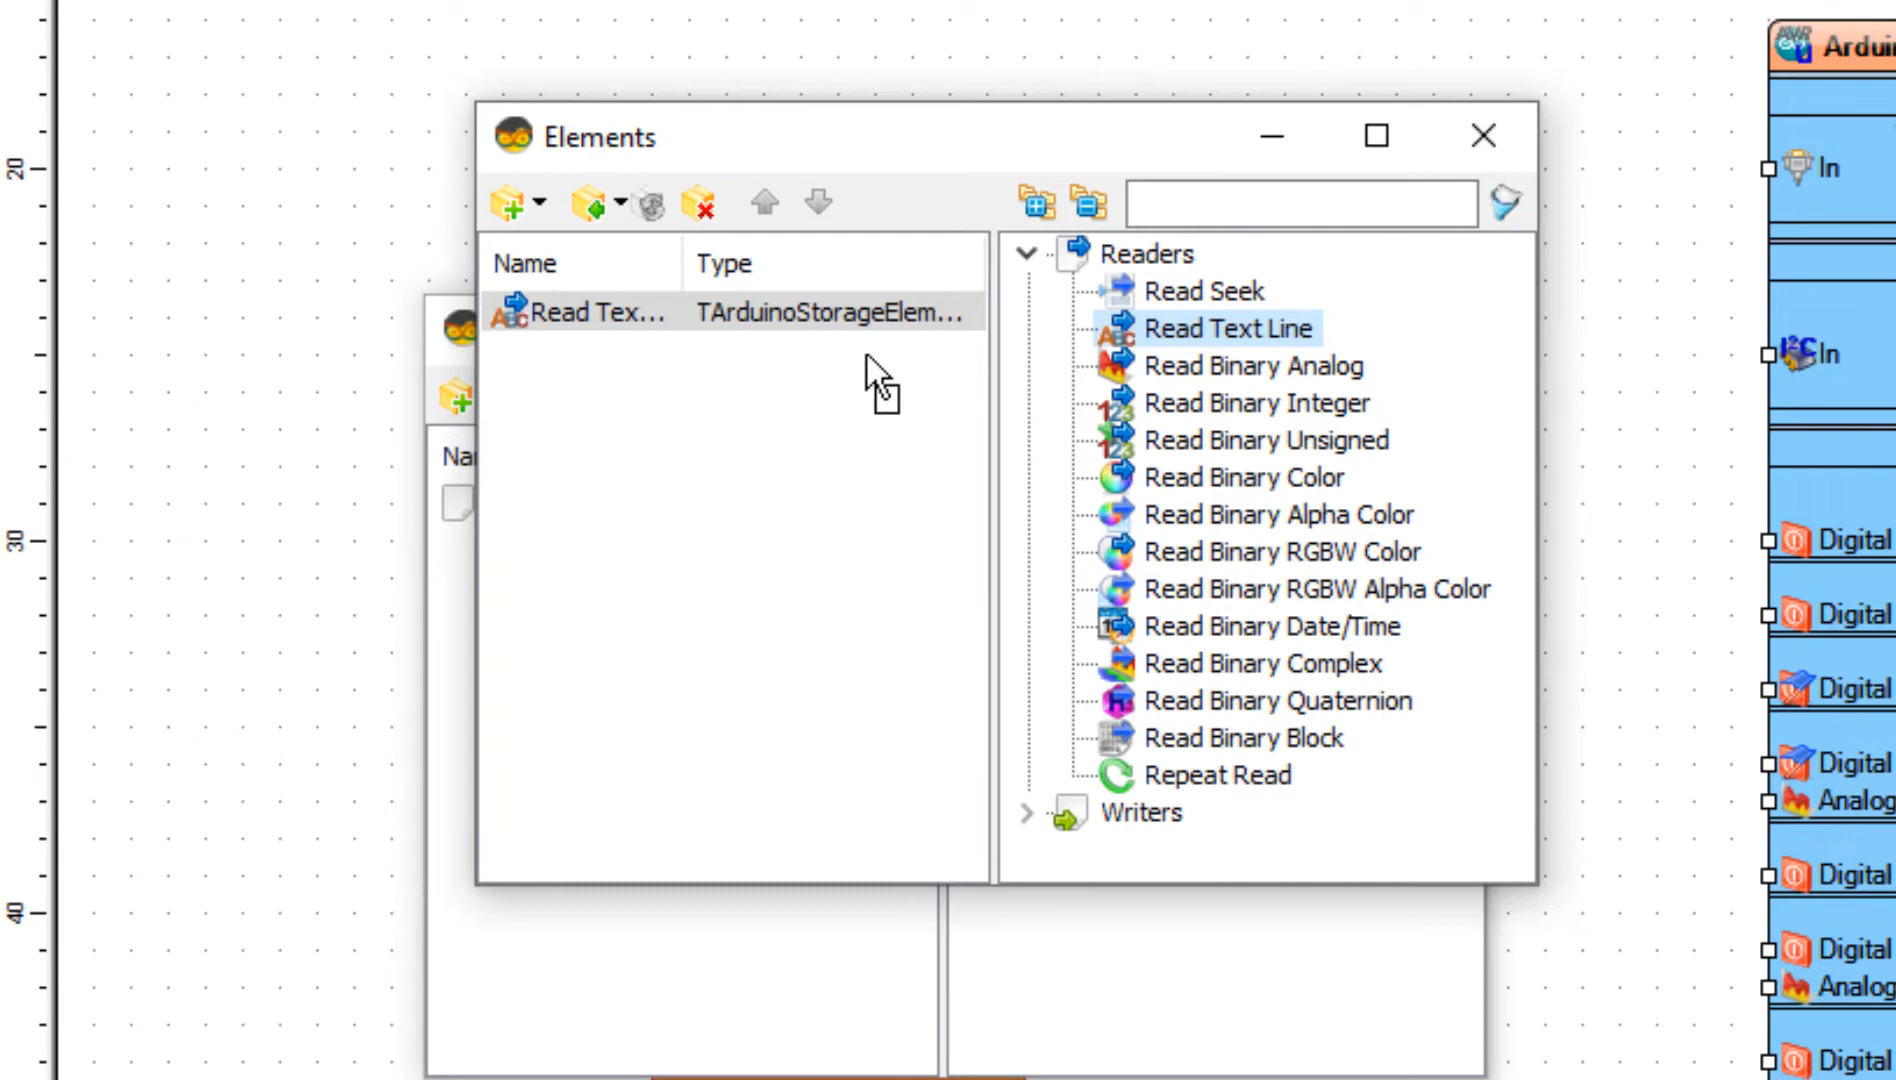 Elements
Name Type
Read Tex... TArduinoStorageElem...
Readers
Read Seek
Read Text Line
Read Binary Analog
Read Binary Integer
Read Binary Unsigned
Read Binary Color
Read Binary Alpha Color
Read Binary RGBW Color
Read Binary RGBW Alpha Color
Read Binary Date/Time
Read Binary Complex
Read Binary Quaternion
Read Binary Block
Repeat Read
Writers
20
30
40
In
I2C In
Digital
Digital
Digital
Digital
Analog
Digital
Digital
Analog
Digital